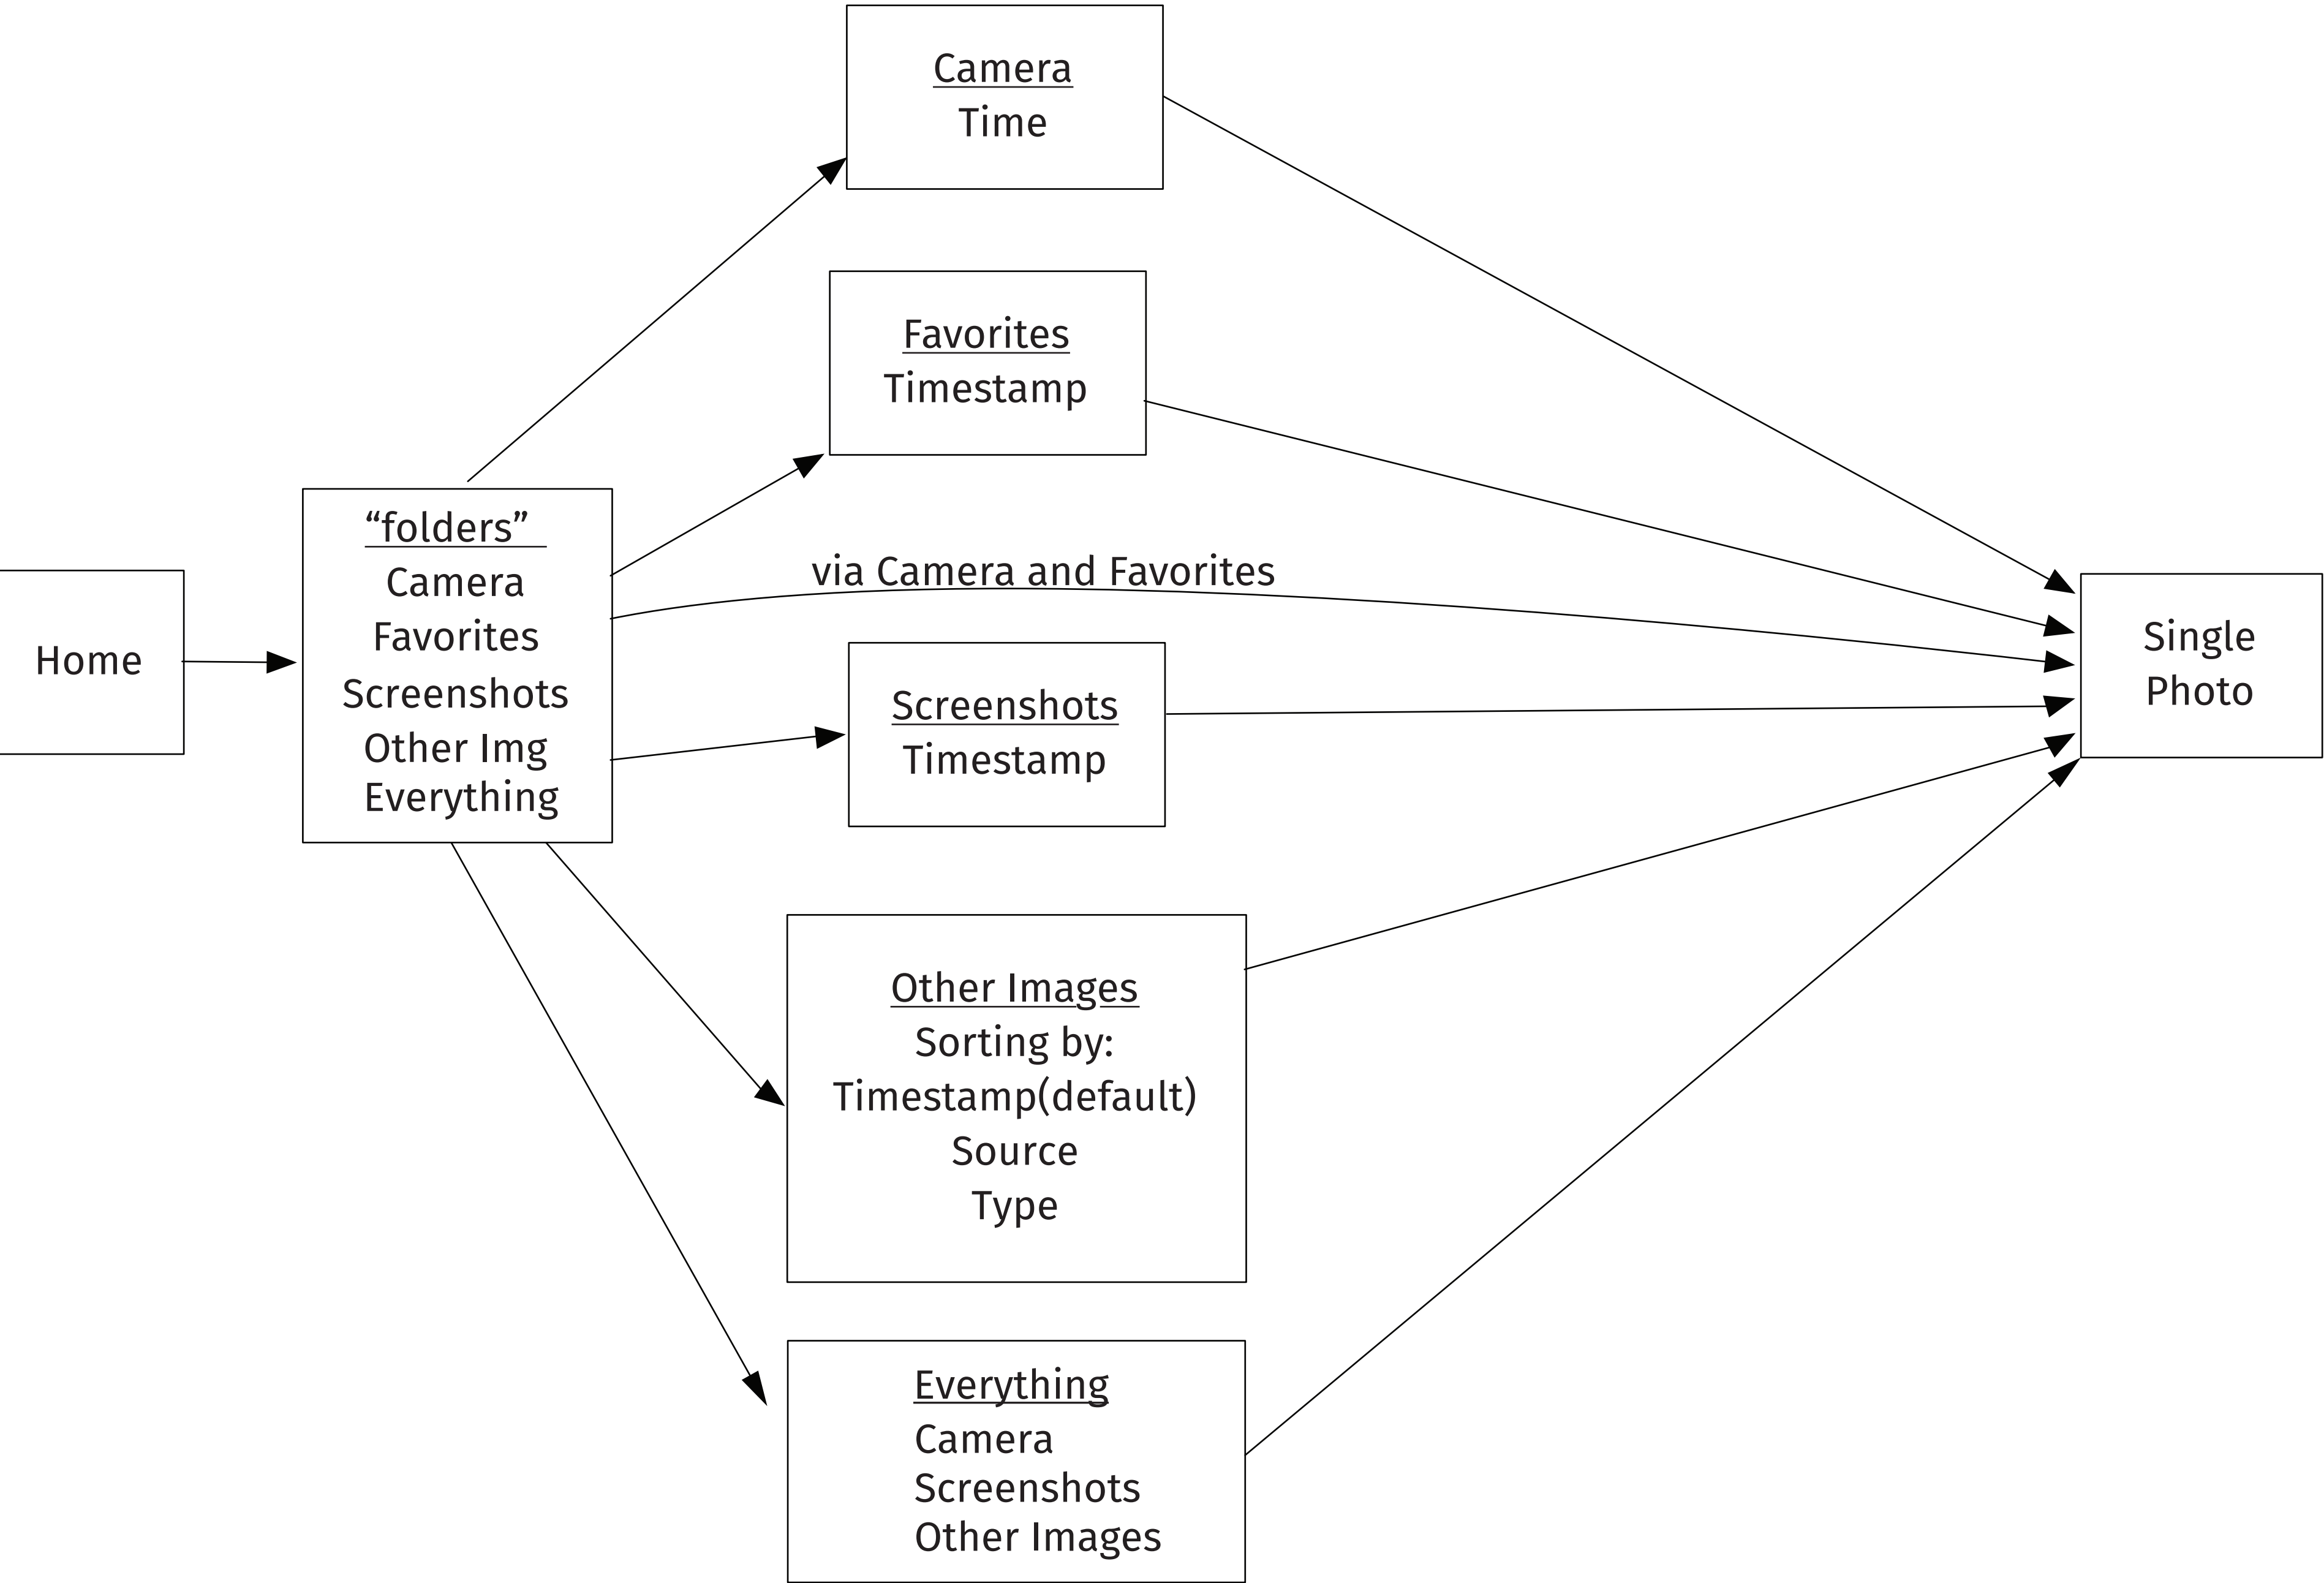 Camera
Time
Favorites
Timestamp
via Camera and Favorites
Home
“folders”
Camera
Favorites
Screenshots
Other Img
Everything
Screenshots
Timestamp
Single
Photo
Other Images
Sorting by:
Timestamp(default)
Source
Type
Everything
Camera
Screenshots
Other Images